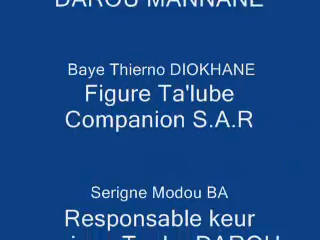 DAROU MANNANE
Baye Thierno DIOKHANE
Figure Ta'lube
Companion S.A.R
Serigne Modou BA
Responsable keur